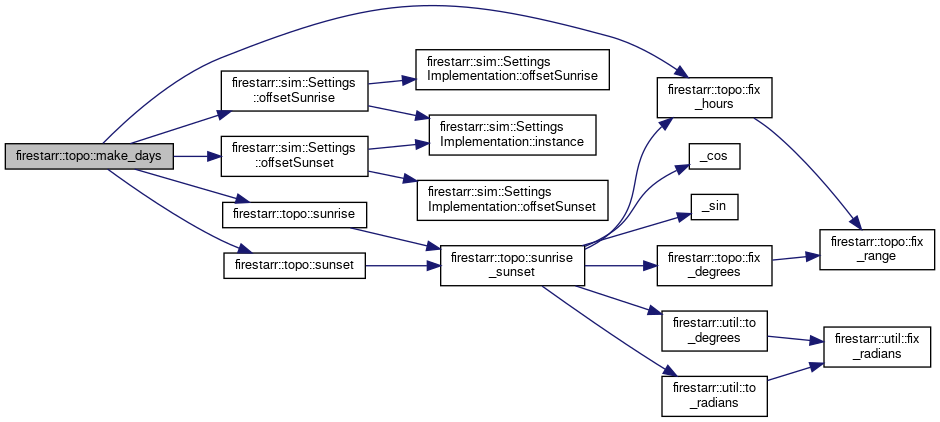 firestarr::topo::make_days
firestarr::sim::Settings
::offsetSunrise
firestarr::sim::Settings
::offsetSunset
firestarr::topo::sunrise
firestarr::topo::sunset
firestarr::sim::Settings
Implementation::offsetSunrise
firestarr::sim::Settings
Implementation::instance
firestarr::sim::Settings
Implementation::offsetSunset
firestarr::topo::sunrise
_sunset
firestarr::topo::fix
_hours
_cos
_sin
firestarr::topo::fix
_degrees
firestarr::util::to
_degrees
firestarr::util::to
_radians
firestarr::topo::fix
_range
firestarr::util::fix
_radians